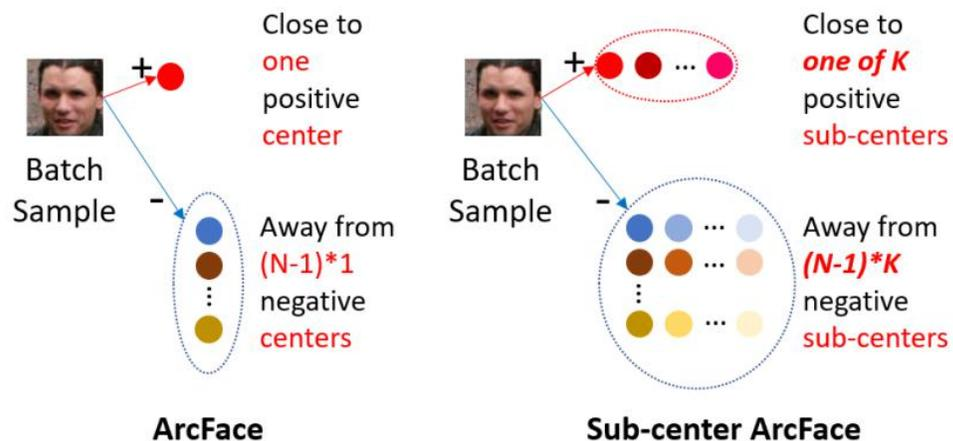 +
Close to
one
positive
center
Batch
Sample
-
Away from
(N-1)*1
negative
centers
ArcFace
+
...
Close to
one of K
positive
sub-centers
Batch
Sample
-
...
...
...
Away from
(N-1)*K
negative
sub-centers
Sub-center ArcFace